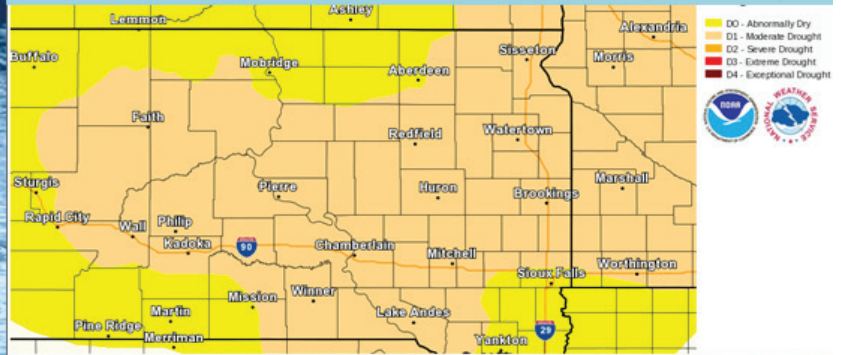 Lemmon
Ashley
Alexandria
Buffalo
Sisseton
Morris
Mobridge
Aberdeen
Faith
Redfield
Watertown
Sturgis
Pierre
Huron
Brookings
Marshall
Rapid City
Wall
Philip
Kadoka
90
Chamberlain
Mitchell
Sioux Falls
Worthington
Martin
Mission
Winner
Lake Andes
Pine Ridge
Merriman
Yankton
29
D0 - Abnormally Dry
D1 - Moderate Drought
D2 - Severe Drought
D3 - Extreme Drought
D4 - Exceptional Drought
NOAA
NATIONAL WEATHER SERVICE